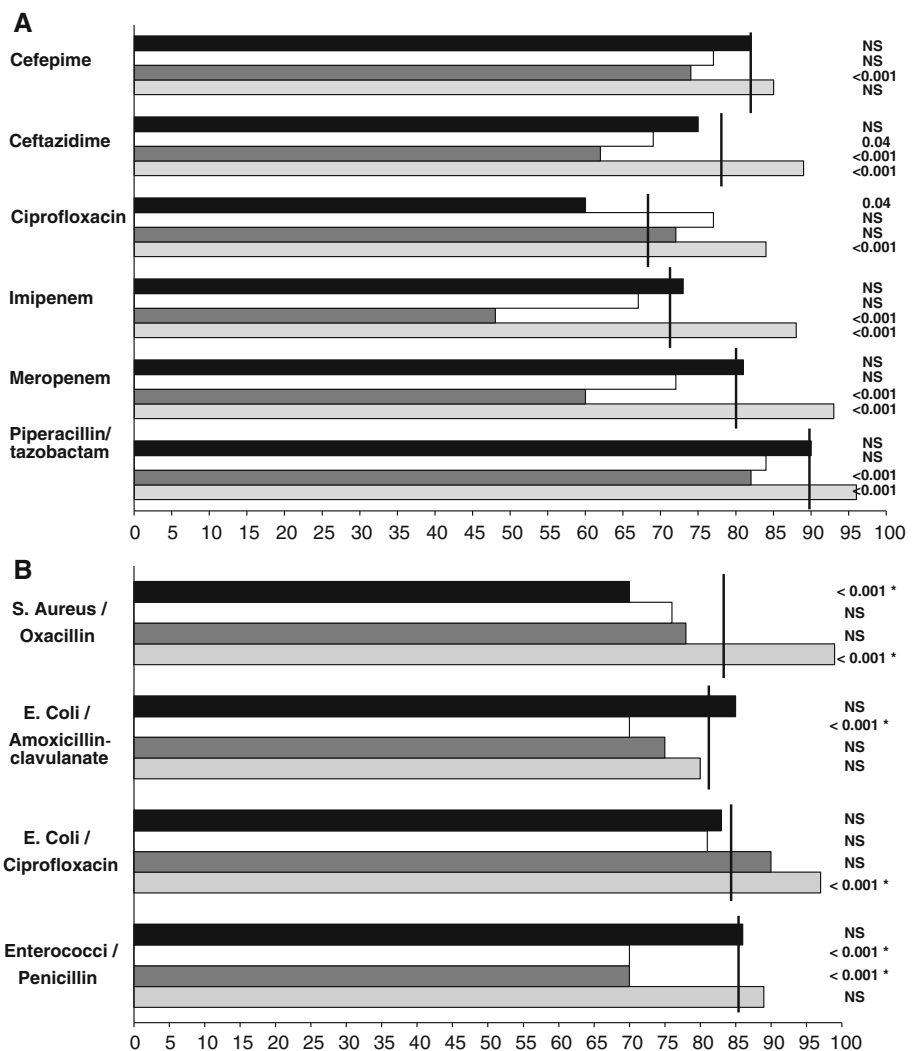 A
Cefepime
NS
NS
<0.001
NS
Ceftazidime
NS
0.04
<0.001
<0.001
Ciprofloxacin
0.04
NS
NS
<0.001
Imipenem
NS
NS
<0.001
<0.001
Meropenem
NS
NS
<0.001
<0.001
Piperacillin/
tazobactam
NS
NS
<0.001
<0.001
0 5 10 15 20 25 30 35 40 45 50 55 60 65 70 75 80 85 90 95 100
B
S. Aureus /
Oxacillin
< 0.001 *
NS
NS
< 0.001 *
E. Coli /
Amoxicillin-
clavulanate
NS
< 0.001 *
NS
NS
E. Coli /
Ciprofloxacin
NS
NS
NS
< 0.001 *
Enterococci /
Penicillin
NS
< 0.001 *
< 0.001 *
NS
0 5 10 15 20 25 30 35 40 45 50 55 60 65 70 75 80 85 90 95 100